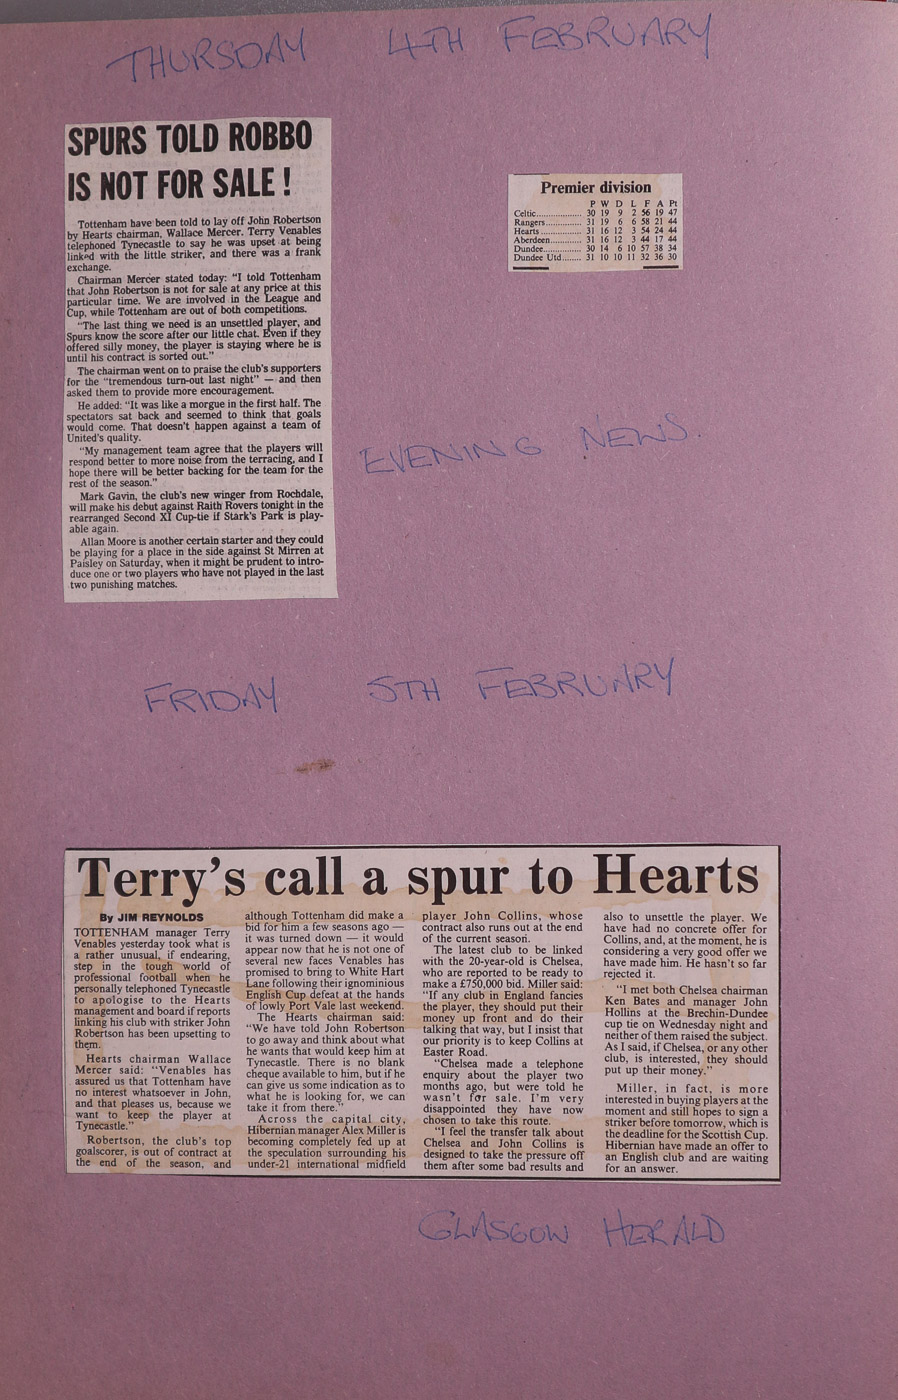 THURSDAY 4TH FEBRUARY
SPURS TOLD ROBBO
IS NOT FOR SALE !
Tottenham have been told to lay off John Robertson
by Hearts chairman, Wallace Mercer. Terry Venables
telephoned Tynecastle to say he was upset at being
linked with the little striker, and there was a frank
exchange.
Chairman Mercer stated today: "I told Tottenham
that John Robertson is not for sale at any price at this
particular time. We are involved in the League and
Cup, while Tottenham are out of both competitions.
"The last thing we need is an unsettled player, and
Spurs know the score after our little chat. Even if they
offered silly money, the player is staying where he is
until his contract is sorted out."
The chairman went on to praise the club's supporters
for the "tremendous turn-out last night" — and then
asked them to provide more encouragement.
He added: "It was like a morgue in the first half. The
spectators sat back and seemed to think that goals
would come. That doesn't happen against a team of
United's quality.
"My management team agree that the players will
respond better to more noise from the terracing, and I
hope there will be better backing for the team for the
rest of the season."
Mark Gavin, the club's new winger from Rochdale,
will make his debut against Raith Rovers tonight in the
rearranged Second XI Cup-tie if Stark's Park is play-
able again.
Allan Moore is another certain starter and they could
be playing for a place in the side against St Mirren at
Paisley on Saturday, when it might be prudent to intro-
duce one or two players who have not played in the last
two punishing matches.
Premier division
P W D L F A Pt
Celtic.................. 30 19 9 2 56 19 47
Rangers............... 31 19 6 6 58 21 44
Hearts ................. 31 16 12 3 54 24 44
Aberdeen............. 31 16 12 3 44 17 44
Dundee................ 30 14 6 10 57 38 34
Dundee Utd........ 31 10 10 11 32 36 30
EVENING NEWS.
FRIDAY 5TH FEBRUARY
Terry's call a spur to Hearts
By JIM REYNOLDS
TOTTENHAM manager Terry
Venables yesterday took what is
a rather unusual, if endearing,
step in the tough world of
professional football when he
personally telephoned Tynecastle
to apologise to the Hearts
management and board if reports
linking his club with striker John
Robertson has been upsetting to
them.
Hearts chairman Wallace
Mercer said: "Venables has
assured us that Tottenham have
no interest whatsoever in John,
and that pleases us, because we
want to keep the player at
Tynecastle."
Robertson, the club's top
goalscorer, is out of contract at
the end of the season, and
although Tottenham did make a
bid for him a few seasons ago —
it was turned down — it would
appear now that he is not one of
several new faces Venables has
promised to bring to White Hart
Lane following their ignominious
English Cup defeat at the hands
of lowly Port Vale last weekend.
The Hearts chairman said:
"We have told John Robertson
to go away and think about what
he wants that would keep him at
Tynecastle. There is no blank
cheque available to him, but if he
can give us some indication as to
what he is looking for, we can
take it from there."
Across the capital city,
Hibernian manager Alex Miller is
becoming completely fed up at
the speculation surrounding his
under-21 international midfield
player John Collins, whose
contract also runs out at the end
of the current season.
The latest club to be linked
with the 20-year-old is Chelsea,
who are reported to be ready to
make a £750,000 bid. Miller said:
"If any club in England fancies
the player, they should put their
money up front and do their
talking that way, but I insist that
our priority is to keep Collins at
Easter Road.
"Chelsea made a telephone
enquiry about the player two
months ago, but were told he
wasn't for sale. I'm very
disappointed they have now
chosen to take this route.
"I feel the transfer talk about
Chelsea and John Collins is
designed to take the pressure off
them after some bad results and
also to unsettle the player. We
have had no concrete offer for
Collins, and, at the moment, he is
considering a very good offer we
have made him. He hasn't so far
rejected it.
"I met both Chelsea chairman
Ken Bates and manager John
Hollins at the Brechin-Dundee
cup tie on Wednesday night and
neither of them raised the subject.
As I said, if Chelsea, or any other
club, is interested, they should
put up their money."
Miller, in fact, is more
interested in buying players at the
moment and still hopes to sign a
striker before tomorrow, which is
the deadline for the Scottish Cup.
Hibernian have made an offer to
an English club and are waiting
for an answer.
GLASGOW HERALD